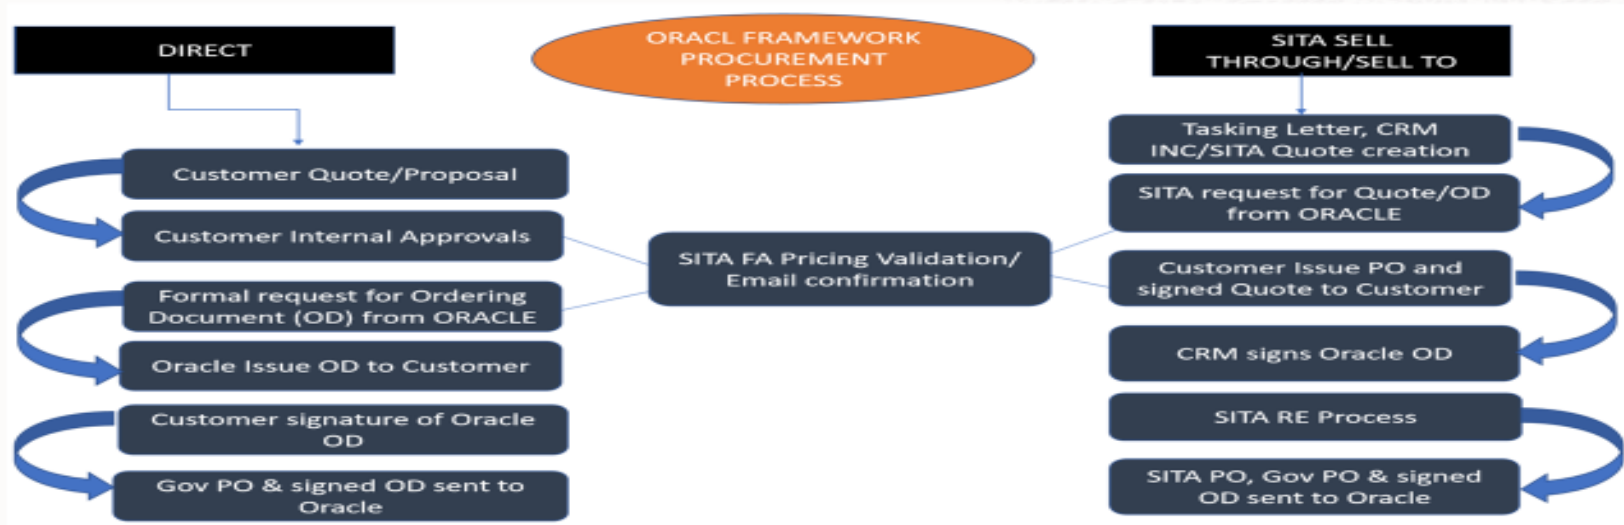 DIRECT
ORACL FRAMEWORK
PROCUREMENT
PROCESS
SITA SELL
THROUGH/SELL TO
Customer Quote/Proposal
Customer Internal Approvals
Formal request for Ordering
Document (OD) from ORACLE
Oracle Issue OD to Customer
Customer signature of Oracle
OD
Gov PO & signed OD sent to
Oracle
SITA FA Pricing Validation/
Email confirmation
Tasking Letter, CRM
INC/SITA Quote creation
SITA request for Quote/OD
from ORACLE
Customer Issue PO and
signed Quote to Customer
CRM signs Oracle OD
SITA RE Process
SITA PO, Gov PO & signed
OD sent to Oracle